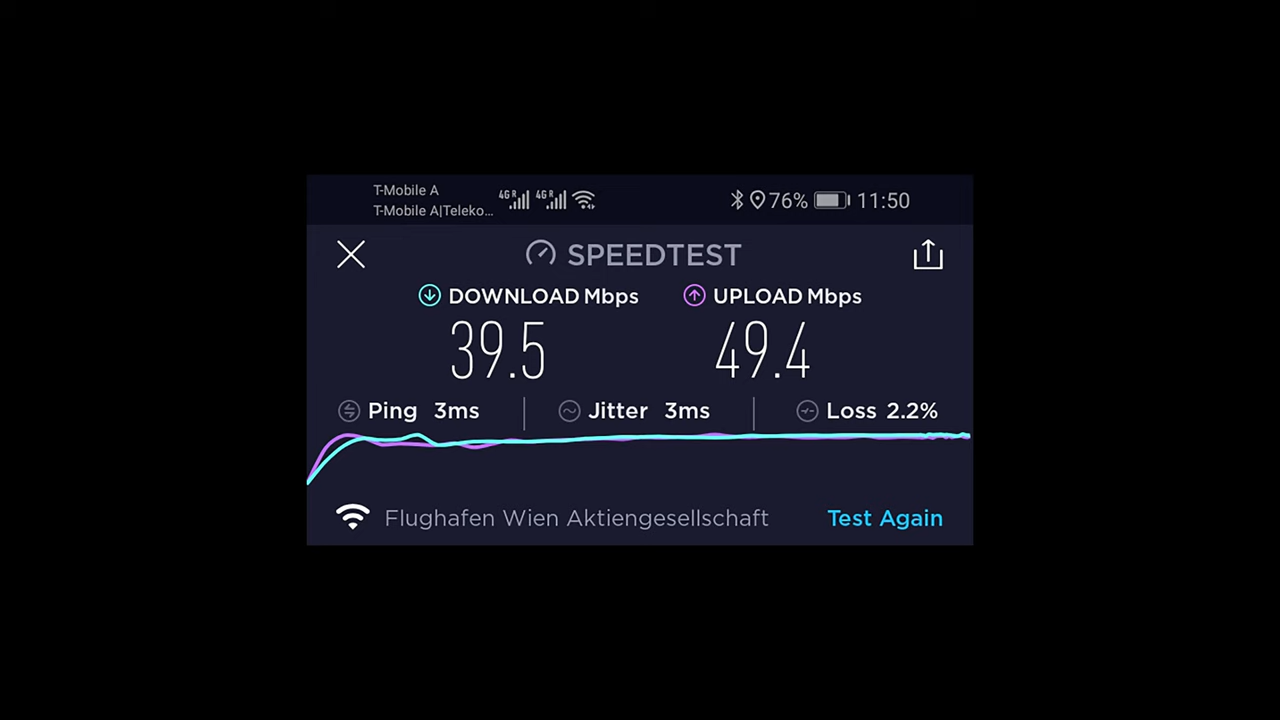 T-Mobile A
T-Mobile A|Teleko... 4G R 4G R 76% 11:50
SPEEDTEST
DOWNLOAD Mbps UPLOAD Mbps
39.5 49.4
Ping 3ms Jitter 3ms Loss 2.2%
Flughafen Wien Aktiengesellschaft Test Again